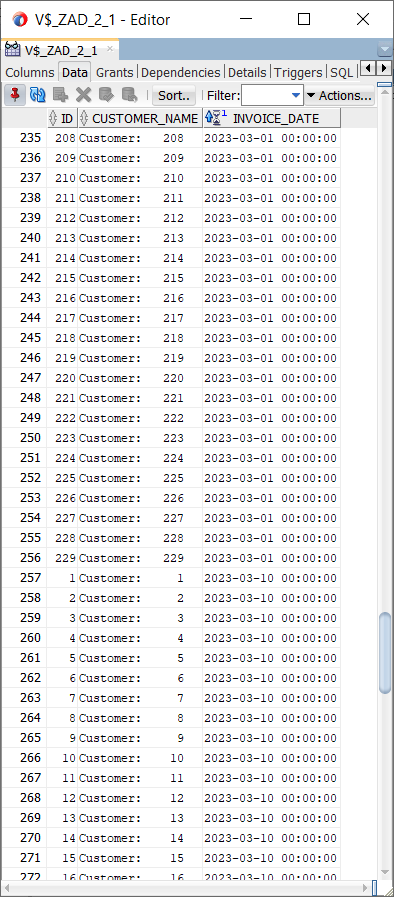 V$_ZAD_2_1 - Editor
V$_ZAD_2_1
Columns Data Grants Dependencies Details Triggers SQL
Sort.. Filter: Actions...
ID CUSTOMER_NAME 1 INVOICE_DATE
235 208 Customer: 208 2023-03-01 00:00:00
236 209 Customer: 209 2023-03-01 00:00:00
237 210 Customer: 210 2023-03-01 00:00:00
238 211 Customer: 211 2023-03-01 00:00:00
239 212 Customer: 212 2023-03-01 00:00:00
240 213 Customer: 213 2023-03-01 00:00:00
241 214 Customer: 214 2023-03-01 00:00:00
242 215 Customer: 215 2023-03-01 00:00:00
243 216 Customer: 216 2023-03-01 00:00:00
244 217 Customer: 217 2023-03-01 00:00:00
245 218 Customer: 218 2023-03-01 00:00:00
246 219 Customer: 219 2023-03-01 00:00:00
247 220 Customer: 220 2023-03-01 00:00:00
248 221 Customer: 221 2023-03-01 00:00:00
249 222 Customer: 222 2023-03-01 00:00:00
250 223 Customer: 223 2023-03-01 00:00:00
251 224 Customer: 224 2023-03-01 00:00:00
252 225 Customer: 225 2023-03-01 00:00:00
253 226 Customer: 226 2023-03-01 00:00:00
254 227 Customer: 227 2023-03-01 00:00:00
255 228 Customer: 228 2023-03-01 00:00:00
256 229 Customer: 229 2023-03-01 00:00:00
257 1 Customer: 1 2023-03-10 00:00:00
258 2 Customer: 2 2023-03-10 00:00:00
259 3 Customer: 3 2023-03-10 00:00:00
260 4 Customer: 4 2023-03-10 00:00:00
261 5 Customer: 5 2023-03-10 00:00:00
262 6 Customer: 6 2023-03-10 00:00:00
263 7 Customer: 7 2023-03-10 00:00:00
264 8 Customer: 8 2023-03-10 00:00:00
265 9 Customer: 9 2023-03-10 00:00:00
266 10 Customer: 10 2023-03-10 00:00:00
267 11 Customer: 11 2023-03-10 00:00:00
268 12 Customer: 12 2023-03-10 00:00:00
269 13 Customer: 13 2023-03-10 00:00:00
270 14 Customer: 14 2023-03-10 00:00:00
271 15 Customer: 15 2023-03-10 00:00:00
272 16 Customer: 16 2023-03-10 00:00:00